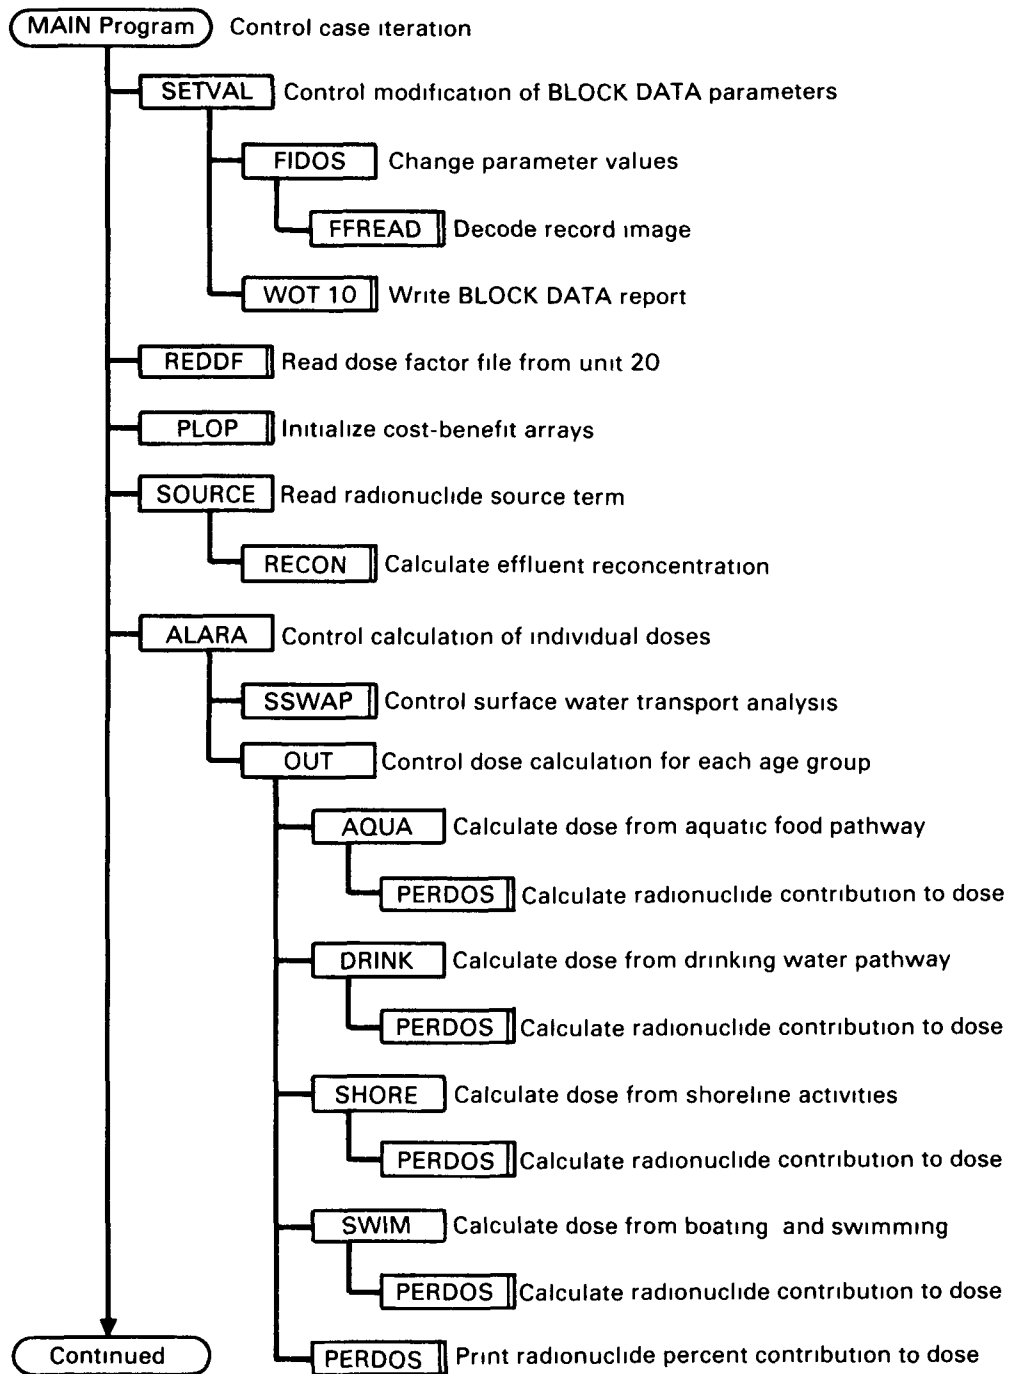 MAIN Program Control case iteration
SETVAL Control modification of BLOCK DATA parameters
FIDOS Change parameter values
FFREAD Decode record image
WOT 10 Write BLOCK DATA report
REDDF Read dose factor file from unit 20
PLOP Initialize cost-benefit arrays
SOURCE Read radionuclide source term
RECON Calculate effluent reconcentration
ALARA Control calculation of individual doses
SSWAP Control surface water transport analysis
OUT Control dose calculation for each age group
AQUA Calculate dose from aquatic food pathway
PERDOS Calculate radionuclide contribution to dose
DRINK Calculate dose from drinking water pathway
PERDOS Calculate radionuclide contribution to dose
SHORE Calculate dose from shoreline activities
PERDOS Calculate radionuclide contribution to dose
SWIM Calculate dose from boating and swimming
PERDOS Calculate radionuclide contribution to dose
Continued PERDOS Print radionuclide percent contribution to dose